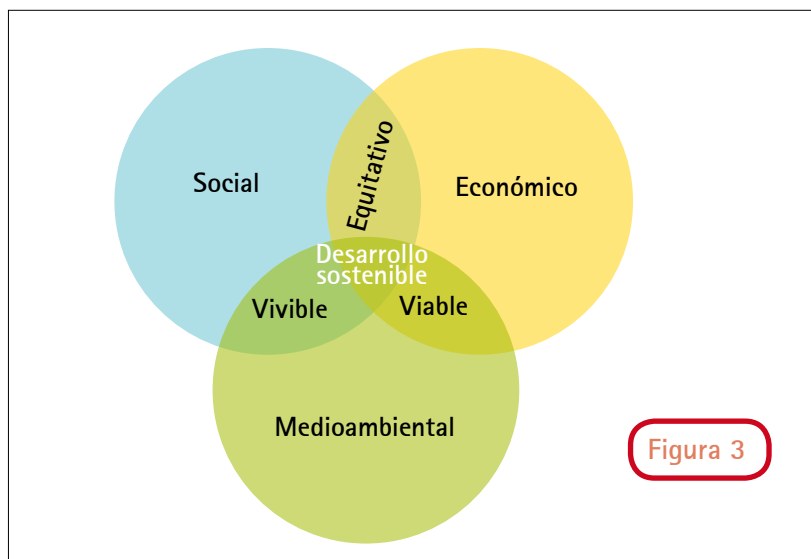 Equitativo
Social
Económico
Desarrollo
sostenible
Vivible
Viable
Medioambiental
Figura 3